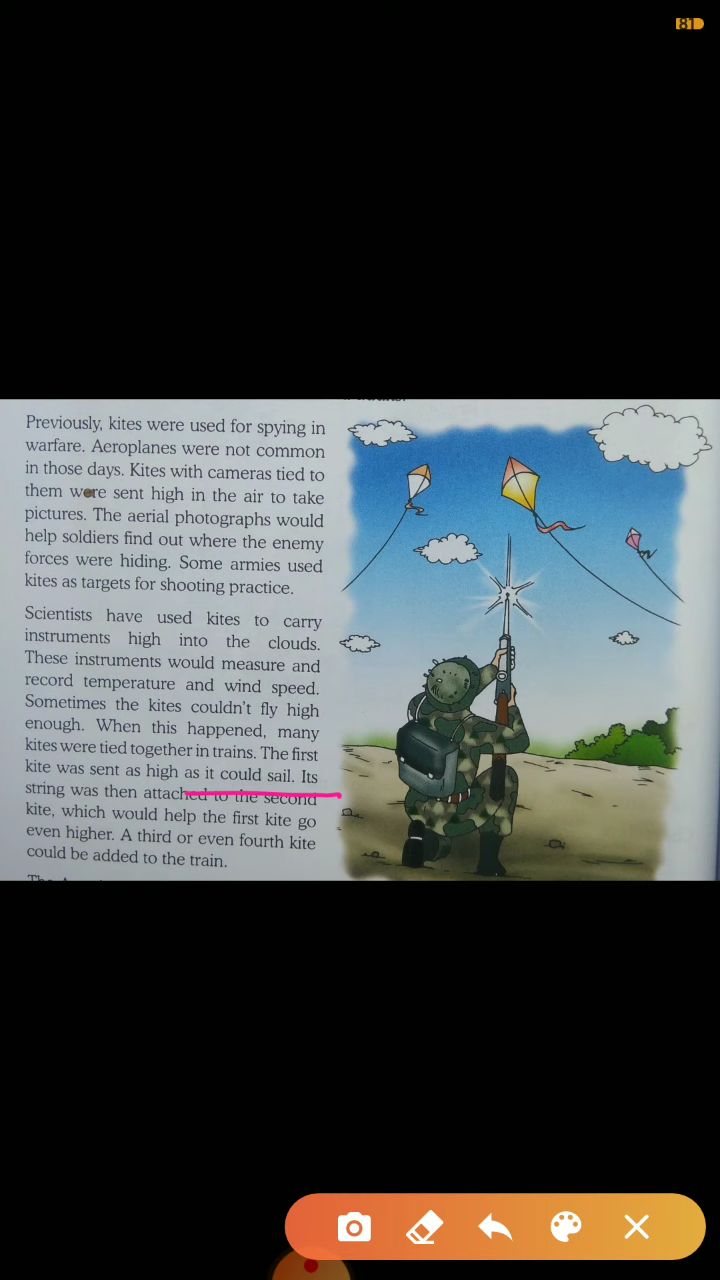 81
Previously, kites were used for spying in
warfare. Aeroplanes were not common
in those days. Kites with cameras tied to
them were sent high in the air to take
pictures. The aerial photographs would
help soldiers find out where the enemy
forces were hiding. Some armies used
kites as targets for shooting practice.
Scientists have used kites to carry
instruments high into the clouds.
These instruments would measure and
record temperature and wind speed.
Sometimes the kites couldn't fly high
enough. When this happened, many
kites were tied together in trains. The first
kite was sent as high as it could sail. Its
string was then attached to the second
kite, which would help the first kite go
even higher. A third or even fourth kite
could be added to the train.